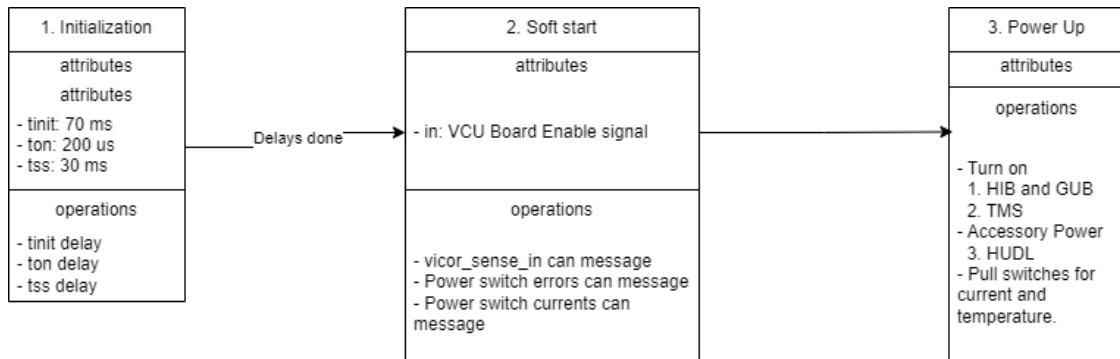 1. Initialization
attributes
attributes
- tinit: 70 ms
- ton: 200 us
- tss: 30 ms
operations
- tinit delay
- ton delay
- tss delay
Delays done
2. Soft start
attributes
- in: VCU Board Enable signal
operations
- vicor_sense_in can message
- Power switch errors can message
- Power switch currents can
message
3. Power Up
attributes
operations
- Turn on
1. HIB and GUB
2. TMS
- Accessory Power
3. HUDL
- Pull switches for
current and
temperature.